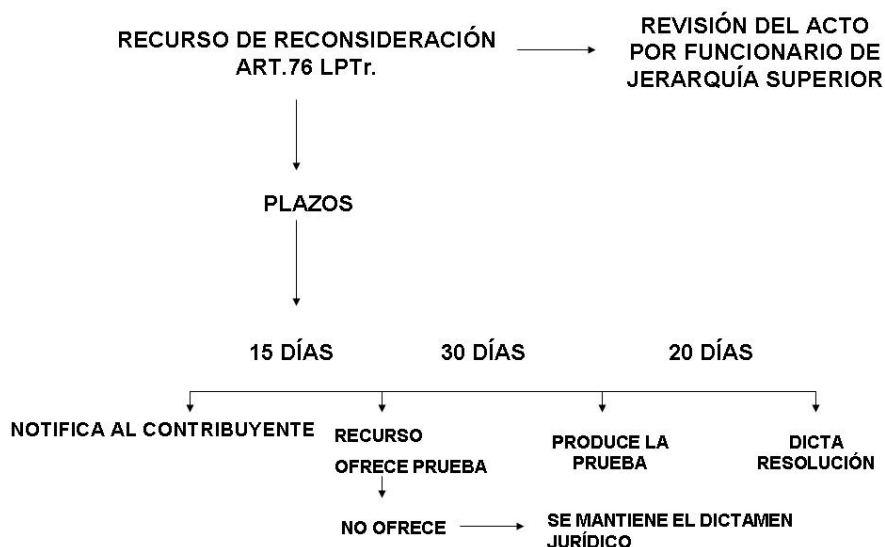 RECURSO DE RECONSIDERACIÓN
ART.76 LPTr.
REVISIÓN DEL ACTO
POR FUNCIONARIO DE
JERARQUÍA SUPERIOR
PLAZOS
15 DÍAS
30 DÍAS
20 DÍAS
NOTIFICA AL CONTRIBUYENTE
RECURSO
OFRECE PRUEBA
PRODUCE LA
PRUEBA
DICTA
RESOLUCIÓN
NO OFRECE
SE MANTIENE EL DICTAMEN
JURÍDICO